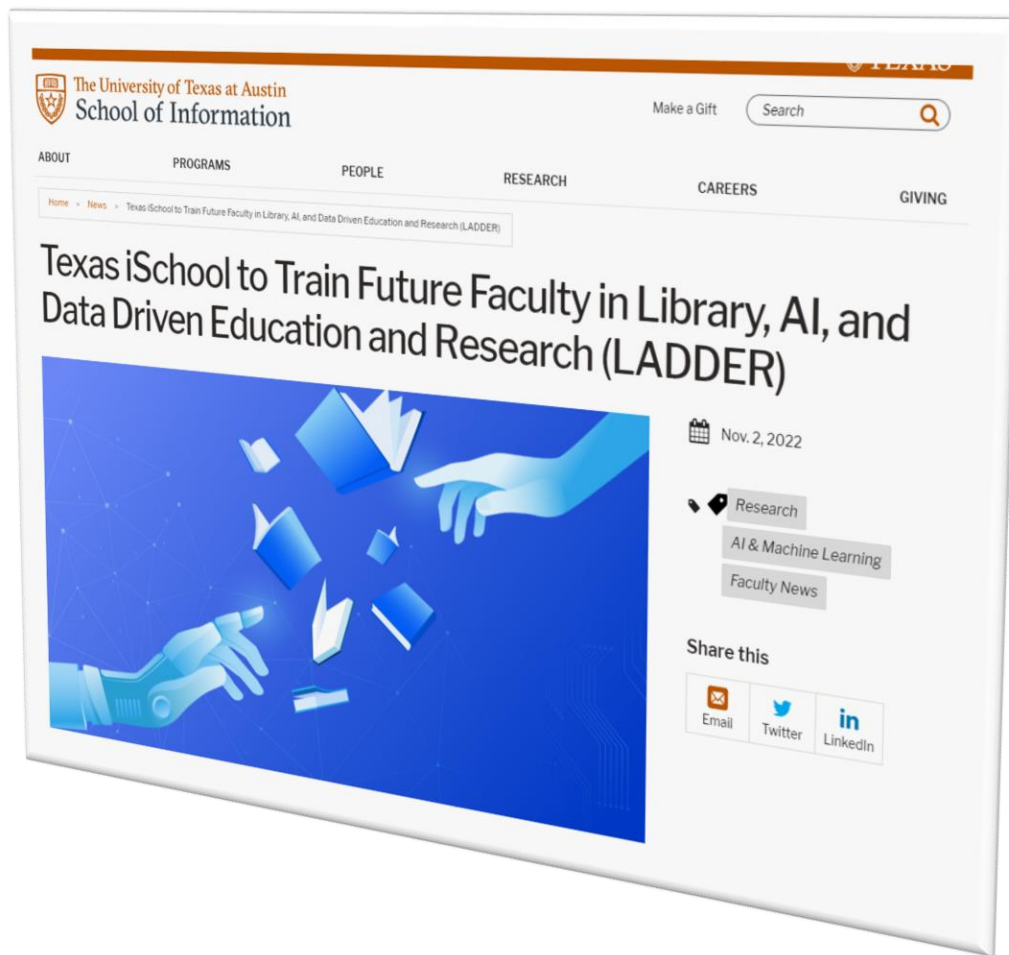 The University of Texas at Austin
School of Information
Make a Gift
Search
ABOUT
PROGRAMS
PEOPLE
RESEARCH
CAREERS
GIVING
Home » News » Texas iSchool to Train Future Faculty in Library, AI, and Data Driven Education and Research (LADDER)
Texas iSchool to Train Future Faculty in Library, AI, and
Data Driven Education and Research (LADDER)
Nov. 2, 2022
Research
AI & Machine Learning
Faculty News
Share this
Email
Twitter
in
LinkedIn